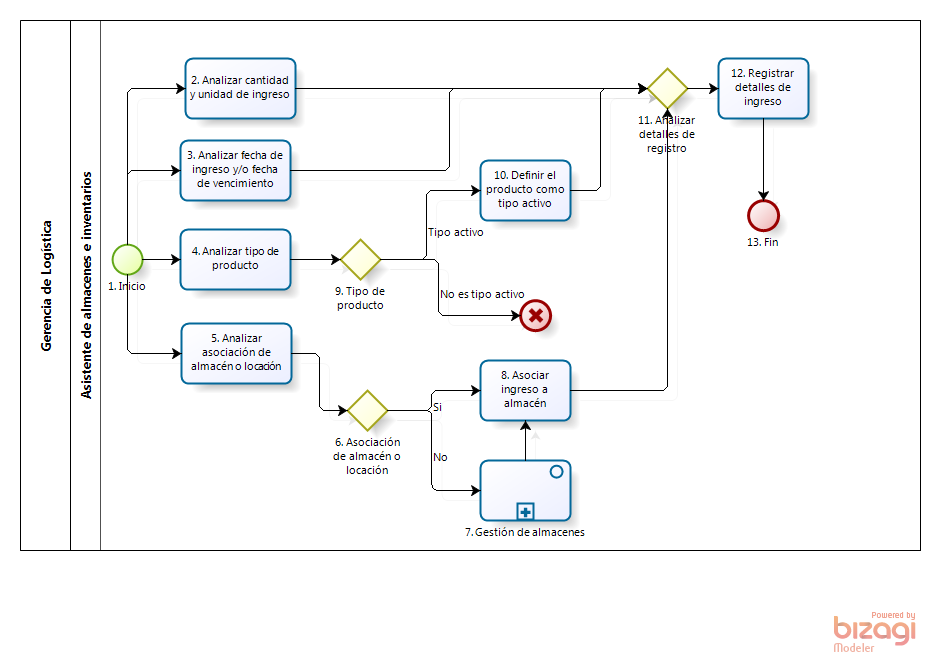 Gerencia de Logística
Asistente de almacenes e inventarios
1. Inicio
2. Analizar cantidad
y unidad de ingreso
3. Analizar fecha de
ingreso y/o fecha
de vencimiento
4. Analizar tipo de
producto
5. Analizar
asociación de
almacén o locación
6. Asociación
de almacén o
locación
Si
No
7. Gestión de almacenes
8. Asociar
ingreso a
almacén
9. Tipo de
producto
Tipo activo
No es tipo activo
10. Definir el
producto como
tipo activo
11. Analizar
detalles de
registro
12. Registrar
detalles de
ingreso
13. Fin
Powered by
bizagi
Modeler